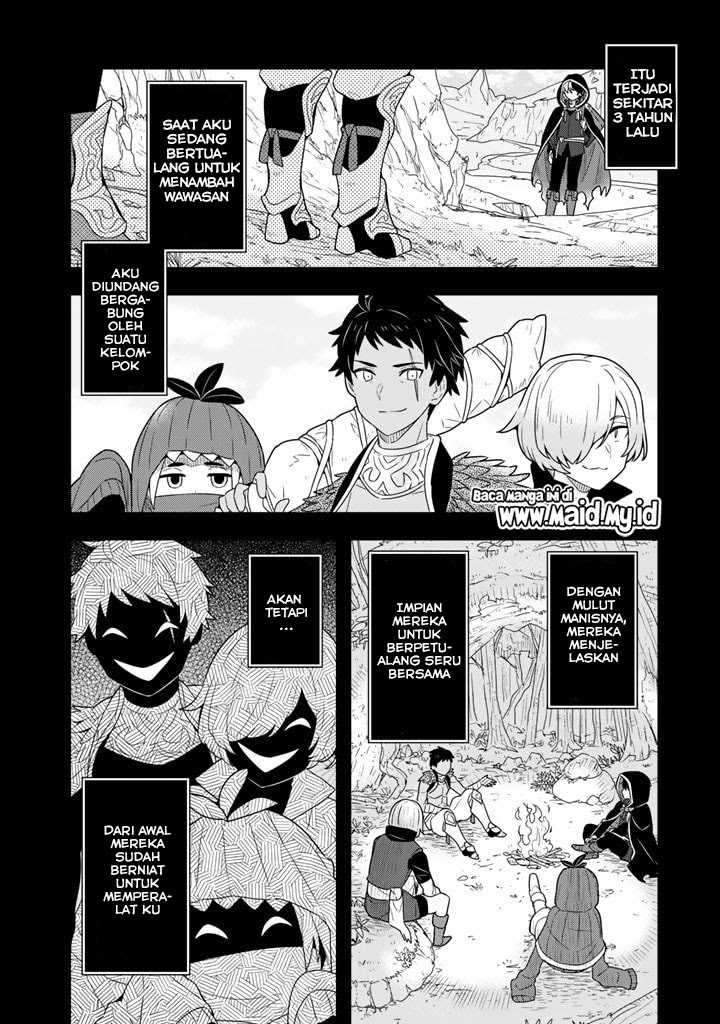 ITU
TERJADI
SEKITAR
3 TAHUN
LALU
SAAT AKU
SEDANG
BERTUA-
LANG UNTUK
MENAMBAH
WAWASAN
AKU
DIUNDANG
BERGA-
BUNG
OLEH
SUATU
KELOM-
POK
Baca Manga ini di
www.Maid.My.id
DENGAN
MULUT
MANISNYA,
MEREKA
MENJE-
LASKAN
IMPIAN
MEREKA
UNTUK
BERPETU-
ALANG SERU
BERSAMA
AKAN
TETAPI
...
DARI AWAL
MEREKA
SUDAH
BERNIAT
UNTUK
MEMPERA-
LAT KU